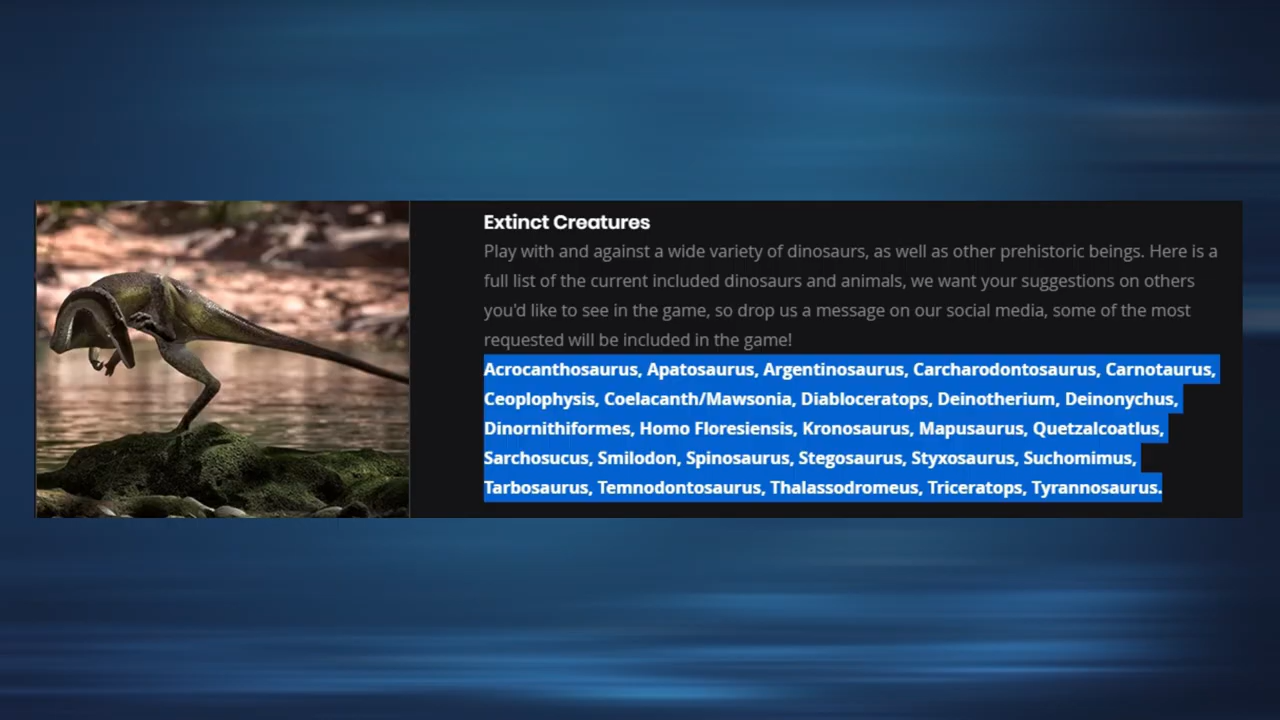 Extinct Creatures
Play with and against a wide variety of dinosaurs, as well as other prehistoric beings. Here is a
full list of the current included dinosaurs and animals, we want your suggestions on others
you'd like to see in the game, so drop us a message on our social media, some of the most
requested will be included in the game!
Acrocanthosaurus, Apatosaurus, Argentinosaurus, Carcharodontosaurus, Carnotaurus,
Ceoplophysis, Coelacanth/Mawsonia, Diabloceratops, Deinotherium, Deinonychus,
Dinornithiformes, Homo Floresiensis, Kronosaurus, Mapusaurus, Quetzalcoatlus,
Sarchosucus, Smilodon, Spinosaurus, Stegosaurus, Styxosaurus, Suchomimus,
Tarbosaurus, Temnodontosaurus, Thalassodromeus, Triceratops, Tyrannosaurus.